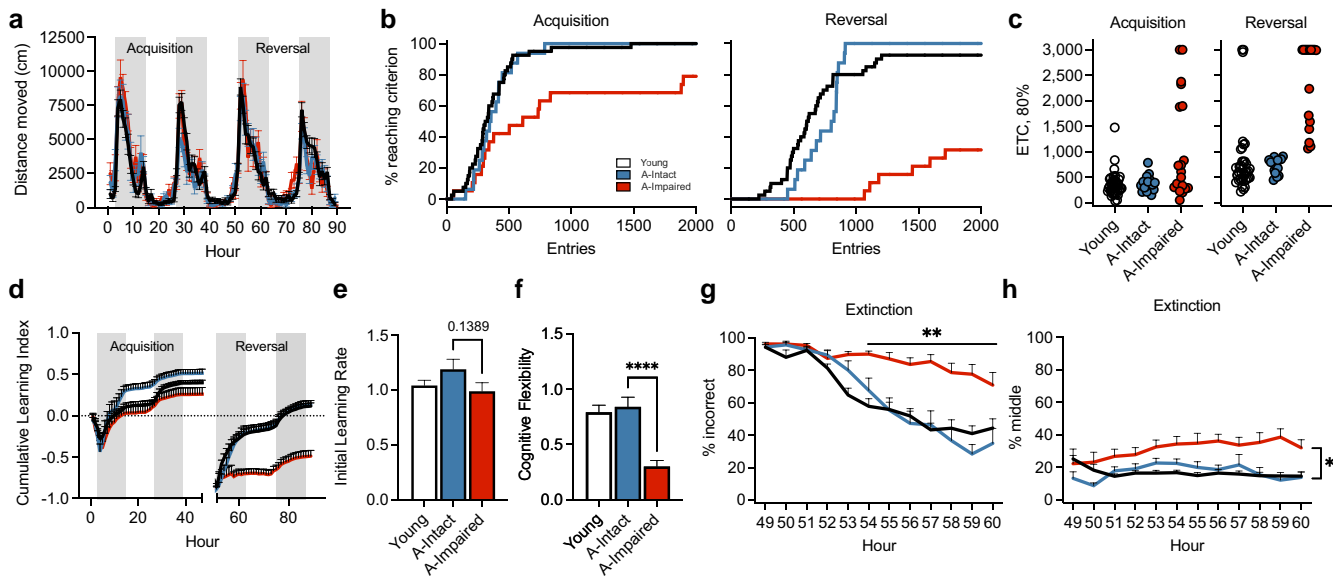 a
Acquisition Reversal
Distance moved (cm)
12500
10000
7500
5000
2500
0
0 10 20 30 40 50 60 70 80 90
Hour
b
Acquisition Reversal
% reaching criterion
100
80
60
40
20
0
Young
A-Intact
A-Impaired
0 500 1000 1500 2000
0 500 1000 1500 2000
Entries Entries
c
Acquisition Reversal
ETC, 80%
3,000
2,500
2,000
1,500
1,000
500
0
Young A-Intact A-Impaired
Young A-Intact A-Impaired
d
Acquisition Reversal
Cumulative Learning Index
1.0
0.5
0.0
-0.5
-1.0
0 20 40 60 80
Hour
e
Initial Learning Rate
0.1389
1.5
1.0
0.5
0.0
Young A-Intact A-Impaired
f
Cognitive Flexibility
****
1.5
1.0
0.5
0.0
Young A-Intact A-Impaired
g
Extinction
**
% incorrect
100
80
60
40
20
0
49 50 51 52 53 54 55 56 57 58 59 60
Hour
h
Extinction
% middle
100
80
60
40
20
0
*
49 50 11 52 53 54 55 56 57 58 59 60
Hour